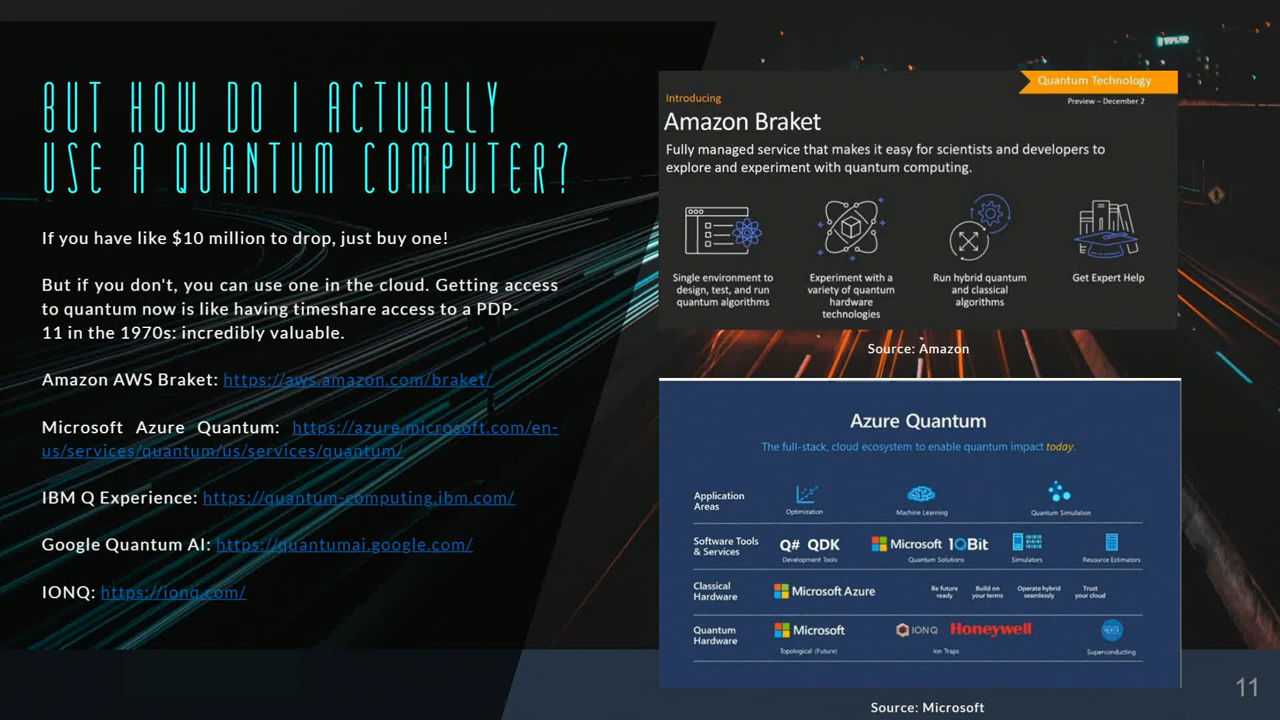 BUT HOW DO I ACTUALLY
USE A QUANTUM COMPUTER?
If you have like $10 million to drop, just buy one!
But if you don't, you can use one in the cloud. Getting access
to quantum now is like having timeshare access to a PDP-
11 in the 1970s: incredibly valuable.
Amazon AWS Braket: https://aws.amazon.com/braket/
Microsoft Azure Quantum: https://azure.microsoft.com/en-
us/services/quantum/us/services/quantum/
IBM Q Experience: https://quantum-computing.ibm.com/
Google Quantum AI: https://quantumai.google.com/
IONQ: https://ionq.com/
Quantum Technology
Preview – December 2
Introducing
Amazon Braket
Fully managed service that makes it easy for scientists and developers to
explore and experiment with quantum computing.
Single environment to
design, test, and run
quantum algorithms
Experiment with a
variety of quantum
hardware
technologies
Run hybrid quantum
and classical
algorithms
Get Expert Help
Source: Amazon
Azure Quantum
The full-stack, cloud ecosystem to enable quantum impact today.
Application
Areas
Optimization
Machine Learning
Quantum Simulation
Software Tools
& Services
Q# QDK
Development Tools
Microsoft 1QBit
Quantum Solutions
Simulators
Resource Estimators
Classical
Hardware
Microsoft Azure
Be future
ready
Build on
your terms
Operate hybrid
seamlessly
Trust
your cloud
Quantum
Hardware
Microsoft
Topological (Future)
IONQ Honeywell
Ion Traps
Superconducting
Source: Microsoft
11